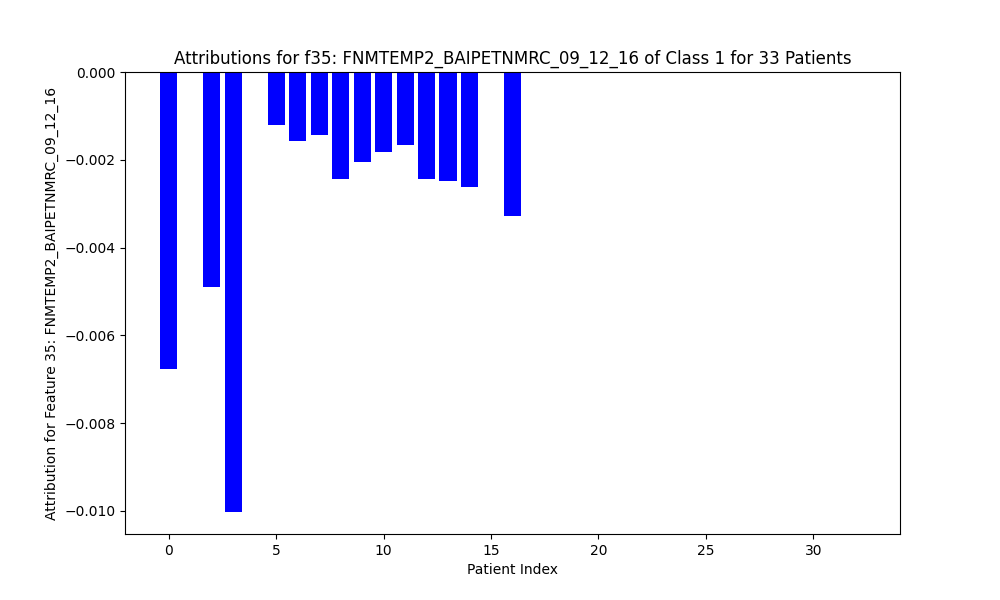 Attributions for f35: FNMTEMP2_BAIPETNMRC_09_12_16 of Class 1 for 33 Patients
Attribution for Feature 35: FNMTEMP2_BAIPETNMRC_09_12_16
0.000
−0.002
−0.004
−0.006
−0.008
−0.010
0 5 10 15 20 25 30
Patient Index